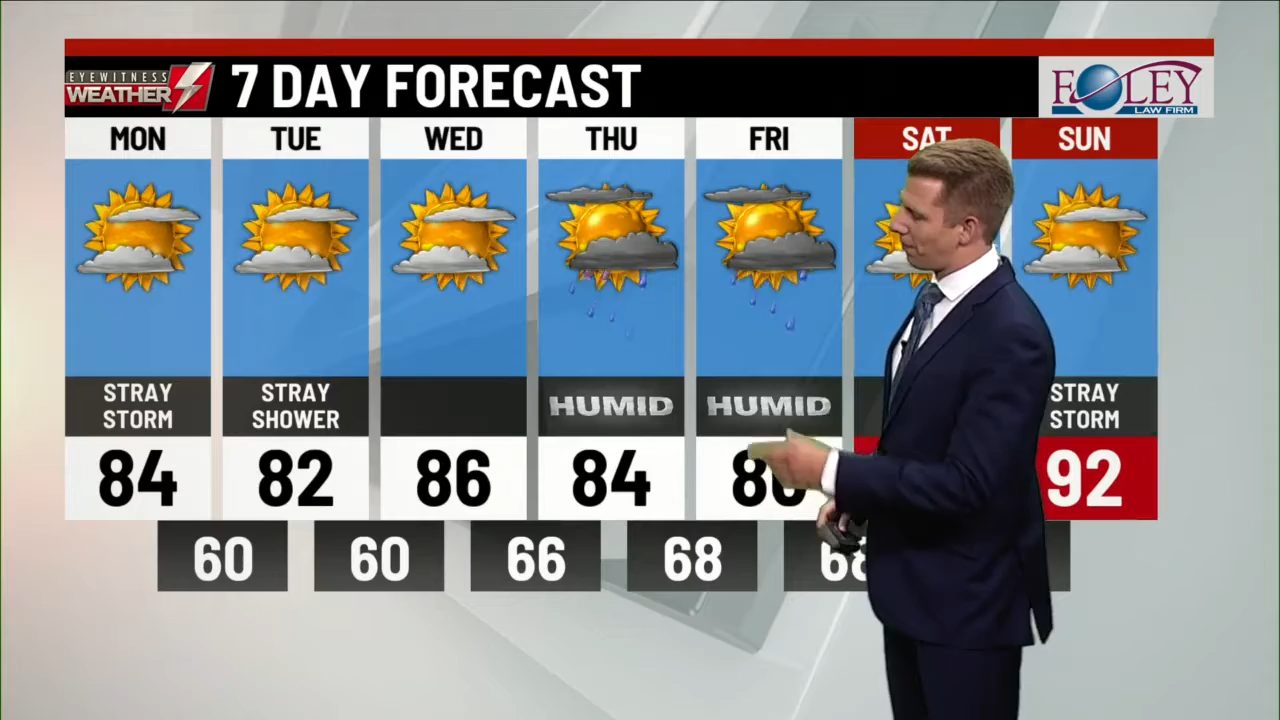 EYEWITNESS
WEATHER
7 DAY FORECAST
FOLEY
LAW FIRM
MON
TUE
WED
THU
FRI
SAT
SUN
STRAY
STORM
STRAY
SHOWER
HUMID
HUMID
STRAY
STORM
84
82
86
84
92
60
60
66
68
68